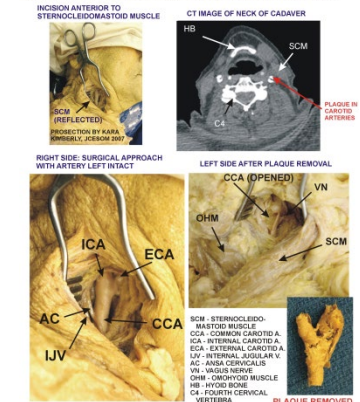 INCISION ANTERIOR TO
STERNOCLEIDOMASTOID MUSCLE
SCM
(REFLECTED)
PROSECTION BY KARA
KIMBERLY, JCESOM 2007
CT IMAGE OF NECK OF CADAVER
HB
SCM
PLAQUE IN
CAROTID
ARTERIES
C4
RIGHT SIDE: SURGICAL APPROACH
WITH ARTERY LEFT INTACT
ICA
ECA
AC
CCA
IJV
LEFT SIDE AFTER PLAQUE REMOVAL
CCA (OPENED)
VN
OHM
SCM
SCM - STERNOCLEIDO-
MASTOID MUSCLE
CCA - COMMON CAROTID A.
ICA - INTERNAL CAROTID A.
ECA - EXTERNAL CAROTID A.
IJV - INTERNAL JUGULAR V.
AC - ANSA CERVICALIS
VN - VAGUS NERVE
OHM - OMOHYOID MUSCLE
HB - HYOID BONE
C4 - FOURTH CERVICAL
VERTEBRA
PLAQUE REMOVED